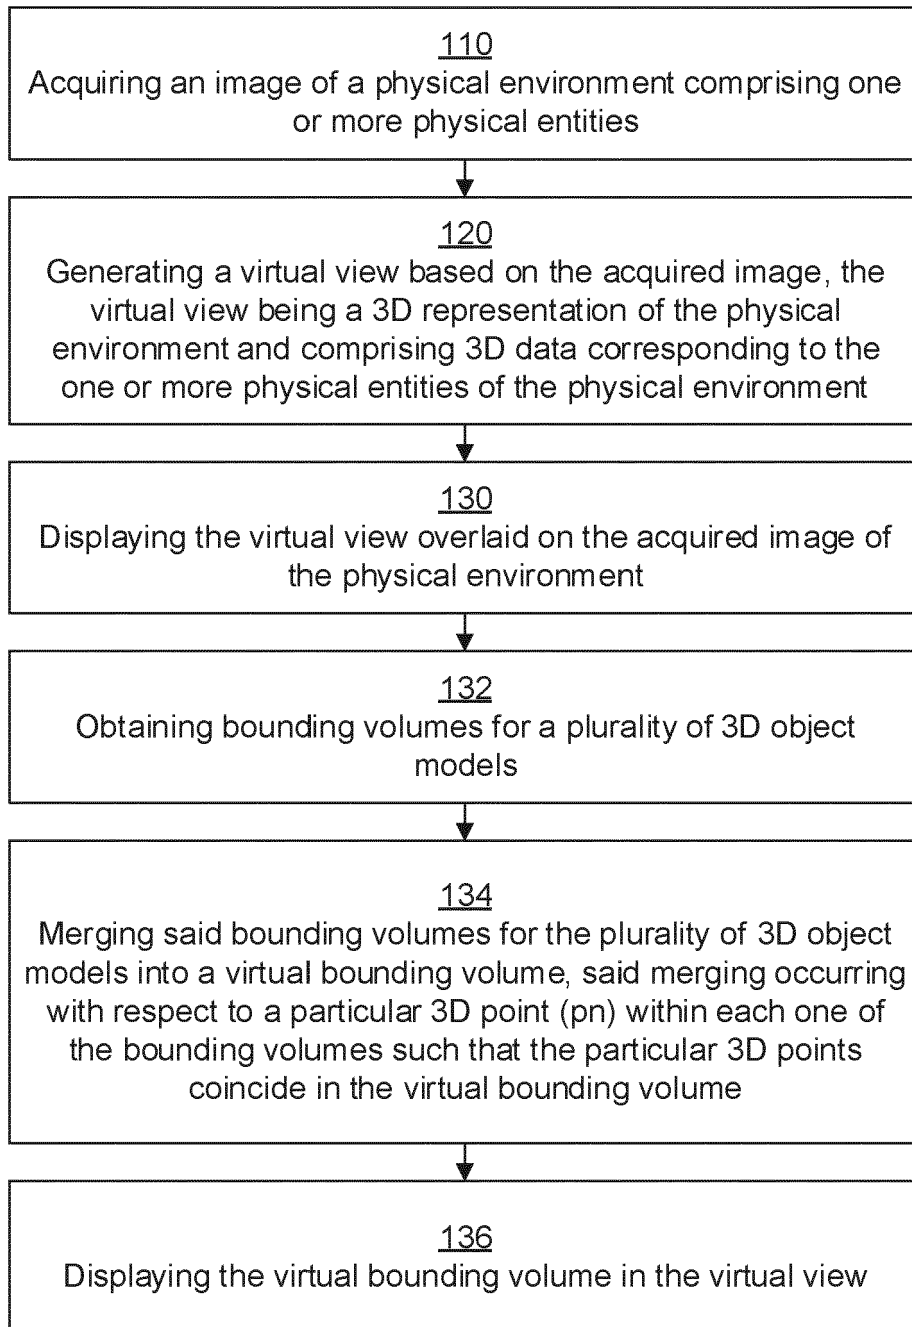 110
Acquiring an image of a physical environment comprising one
or more physical entities
120
Generating a virtual view based on the acquired image, the
virtual view being a 3D representation of the physical
environment and comprising 3D data corresponding to the
one or more physical entities of the physical environment
130
Displaying the virtual view overlaid on the acquired image of
the physical environment
132
Obtaining bounding volumes for a plurality of 3D object
models
134
Merging said bounding volumes for the plurality of 3D object
models into a virtual bounding volume, said merging occurring
with respect to a particular 3D point (pn) within each one of
the bounding volumes such that the particular 3D points
coincide in the virtual bounding volume
136
Displaying the virtual bounding volume in the virtual view